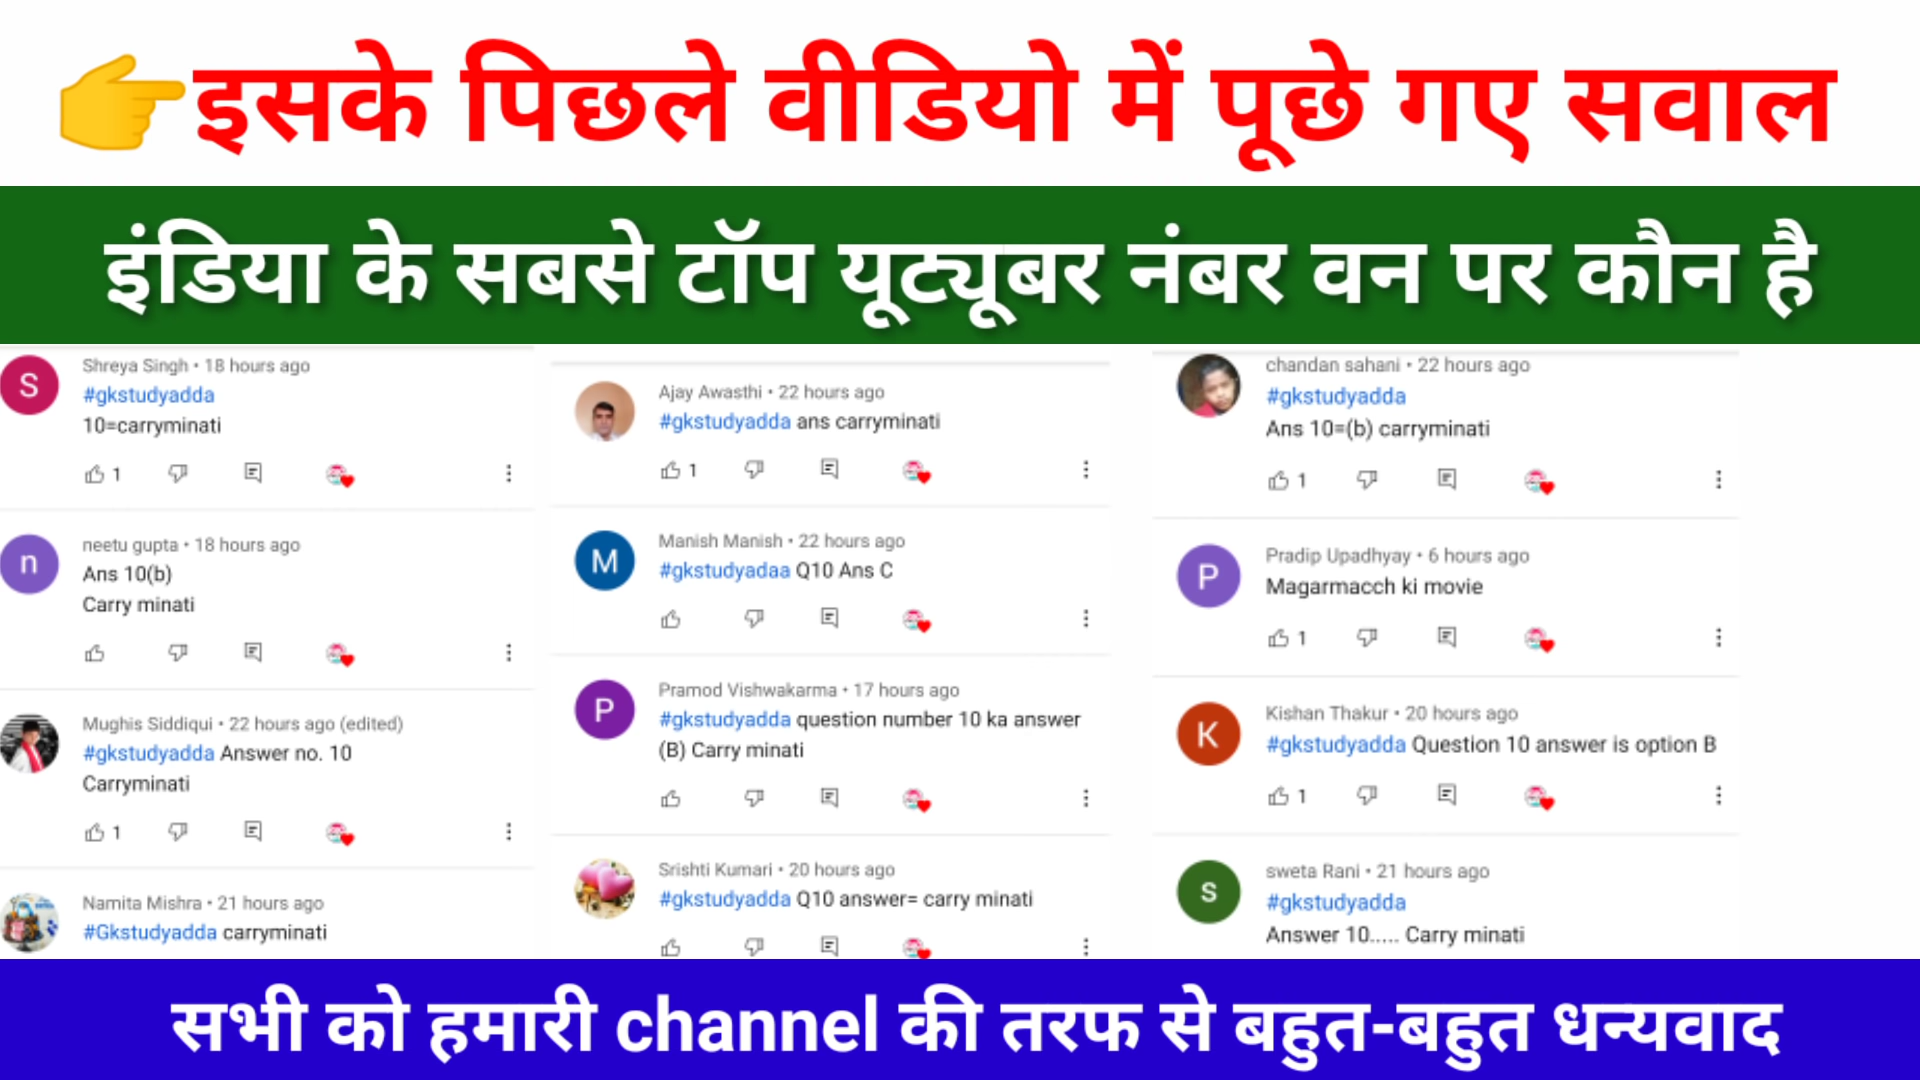 👉इसके पिछले वीडियो में पूछे गए सवाल
इंडिया के सबसे टॉप यूट्यूबर नंबर वन पर कौन है
S
Shreya Singh • 18 hours ago
#gkstudyadda
10=carryminati
1
n
neetu gupta • 18 hours ago
Ans 10(b)
Carry minati
Mughis Siddiqui • 22 hours ago (edited)
#gkstudyadda Answer no. 10
Carryminati
1
Namita Mishra • 21 hours ago
#Gkstudyadda carryminati
Ajay Awasthi • 22 hours ago
#gkstudyadda ans carryminati
1
M
Manish Manish • 22 hours ago
#gkstudyadaa Q10 Ans C
P
Pramod Vishwakarma • 17 hours ago
#gkstudyadda question number 10 ka answer
(B) Carry minati
Srishti Kumari • 20 hours ago
#gkstudyadda Q10 answer= carry minati
chandan sahani • 22 hours ago
#gkstudyadda
Ans 10=(b) carryminati
1
P
Pradip Upadhyay • 6 hours ago
Magarmacch ki movie
1
K
Kishan Thakur • 20 hours ago
#gkstudyadda Question 10 answer is option B
1
s
sweta Rani • 21 hours ago
#gkstudyadda
Answer 10..... Carry minati
सभी को हमारी channel की तरफ से बहुत-बहुत धन्यवाद